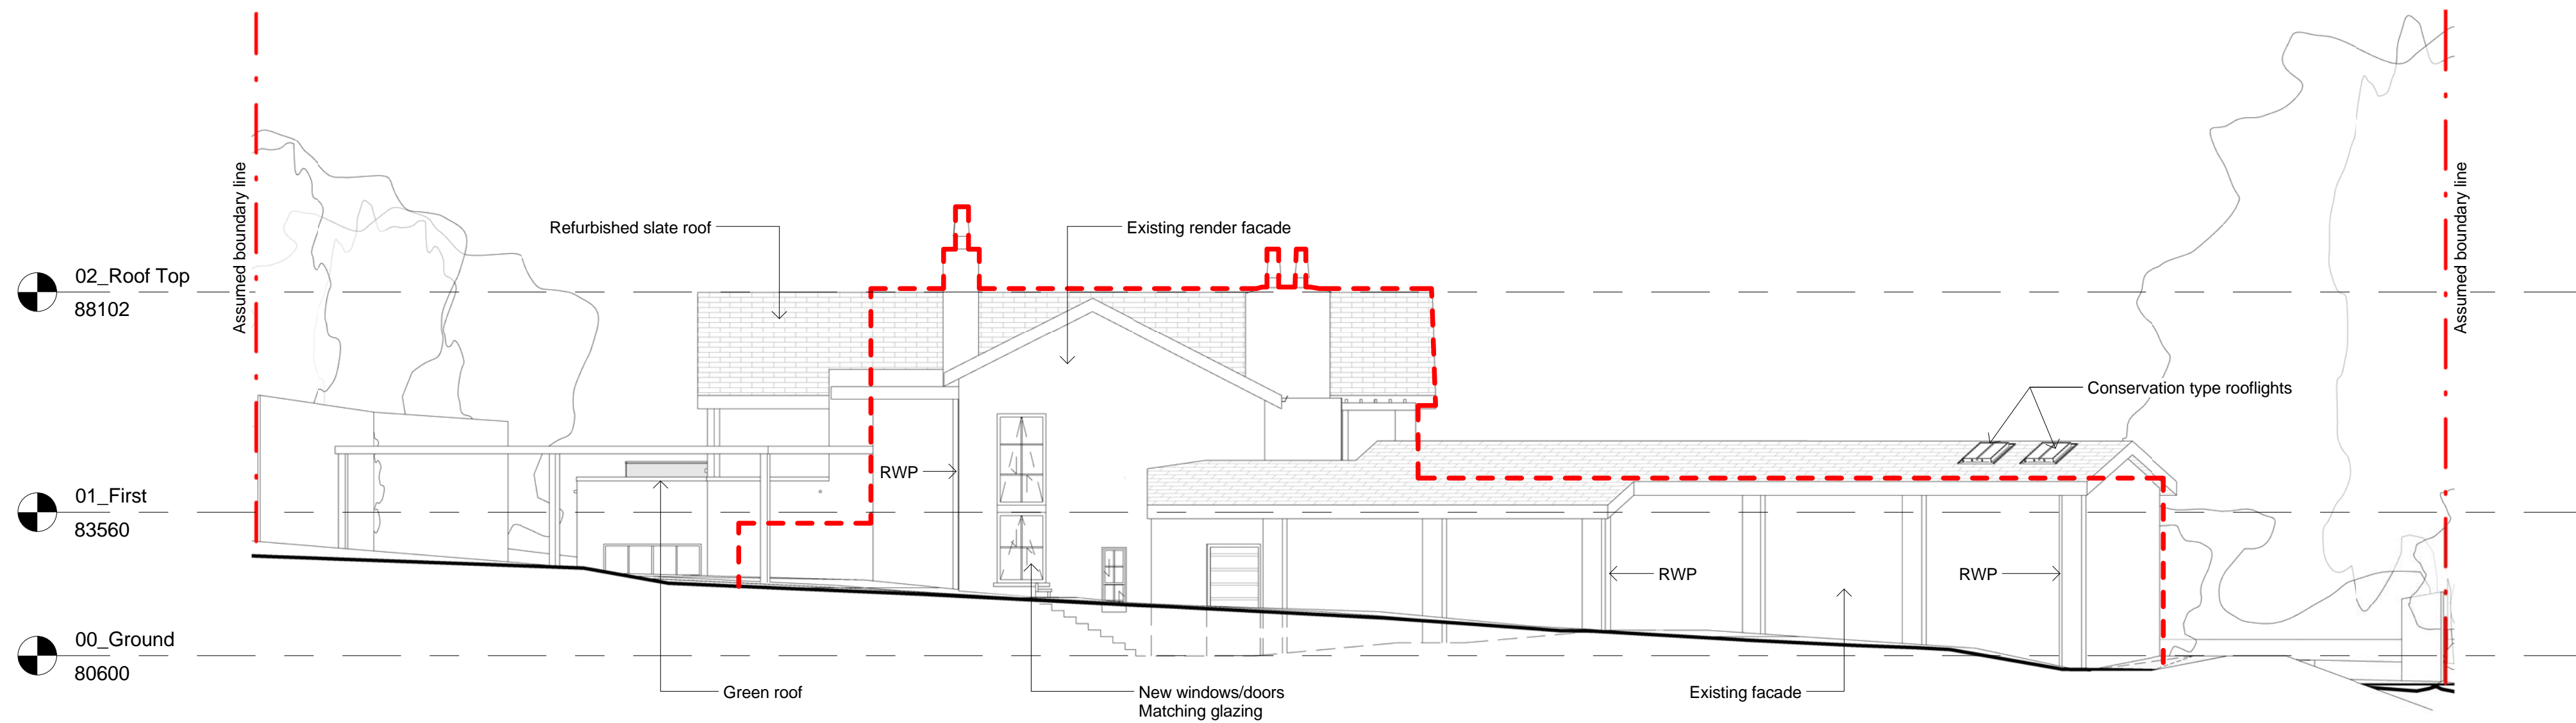 Assumed boundary line
Assumed boundary line
Refurbished slate roof
Existing render facade
02_Roof Top
88102
Conservation type rooflights
RWP
01_First
83560
RWP
RWP
00_Ground
80600
Green roof
New windows/doors
Matching glazing
Existing facade